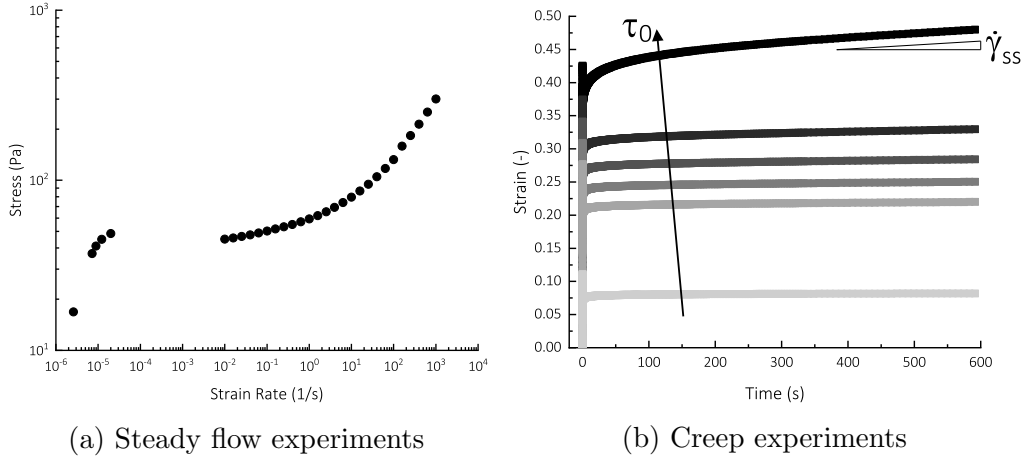 10³
10²
10¹
Stress (Pa)
10⁻⁶ 10⁻⁵ 10⁻⁴ 10⁻³ 10⁻² 10⁻¹ 10⁰ 10¹ 10² 10³ 10⁴
Strain Rate (1/s)
(a) Steady flow experiments
0.50
0.45
0.40
0.35
0.30
0.25
0.20
0.15
0.10
0.05
0.00
Strain (-)
τ₀
γ̇ss
0 100 200 300 400 500 600
Time (s)
(b) Creep experiments